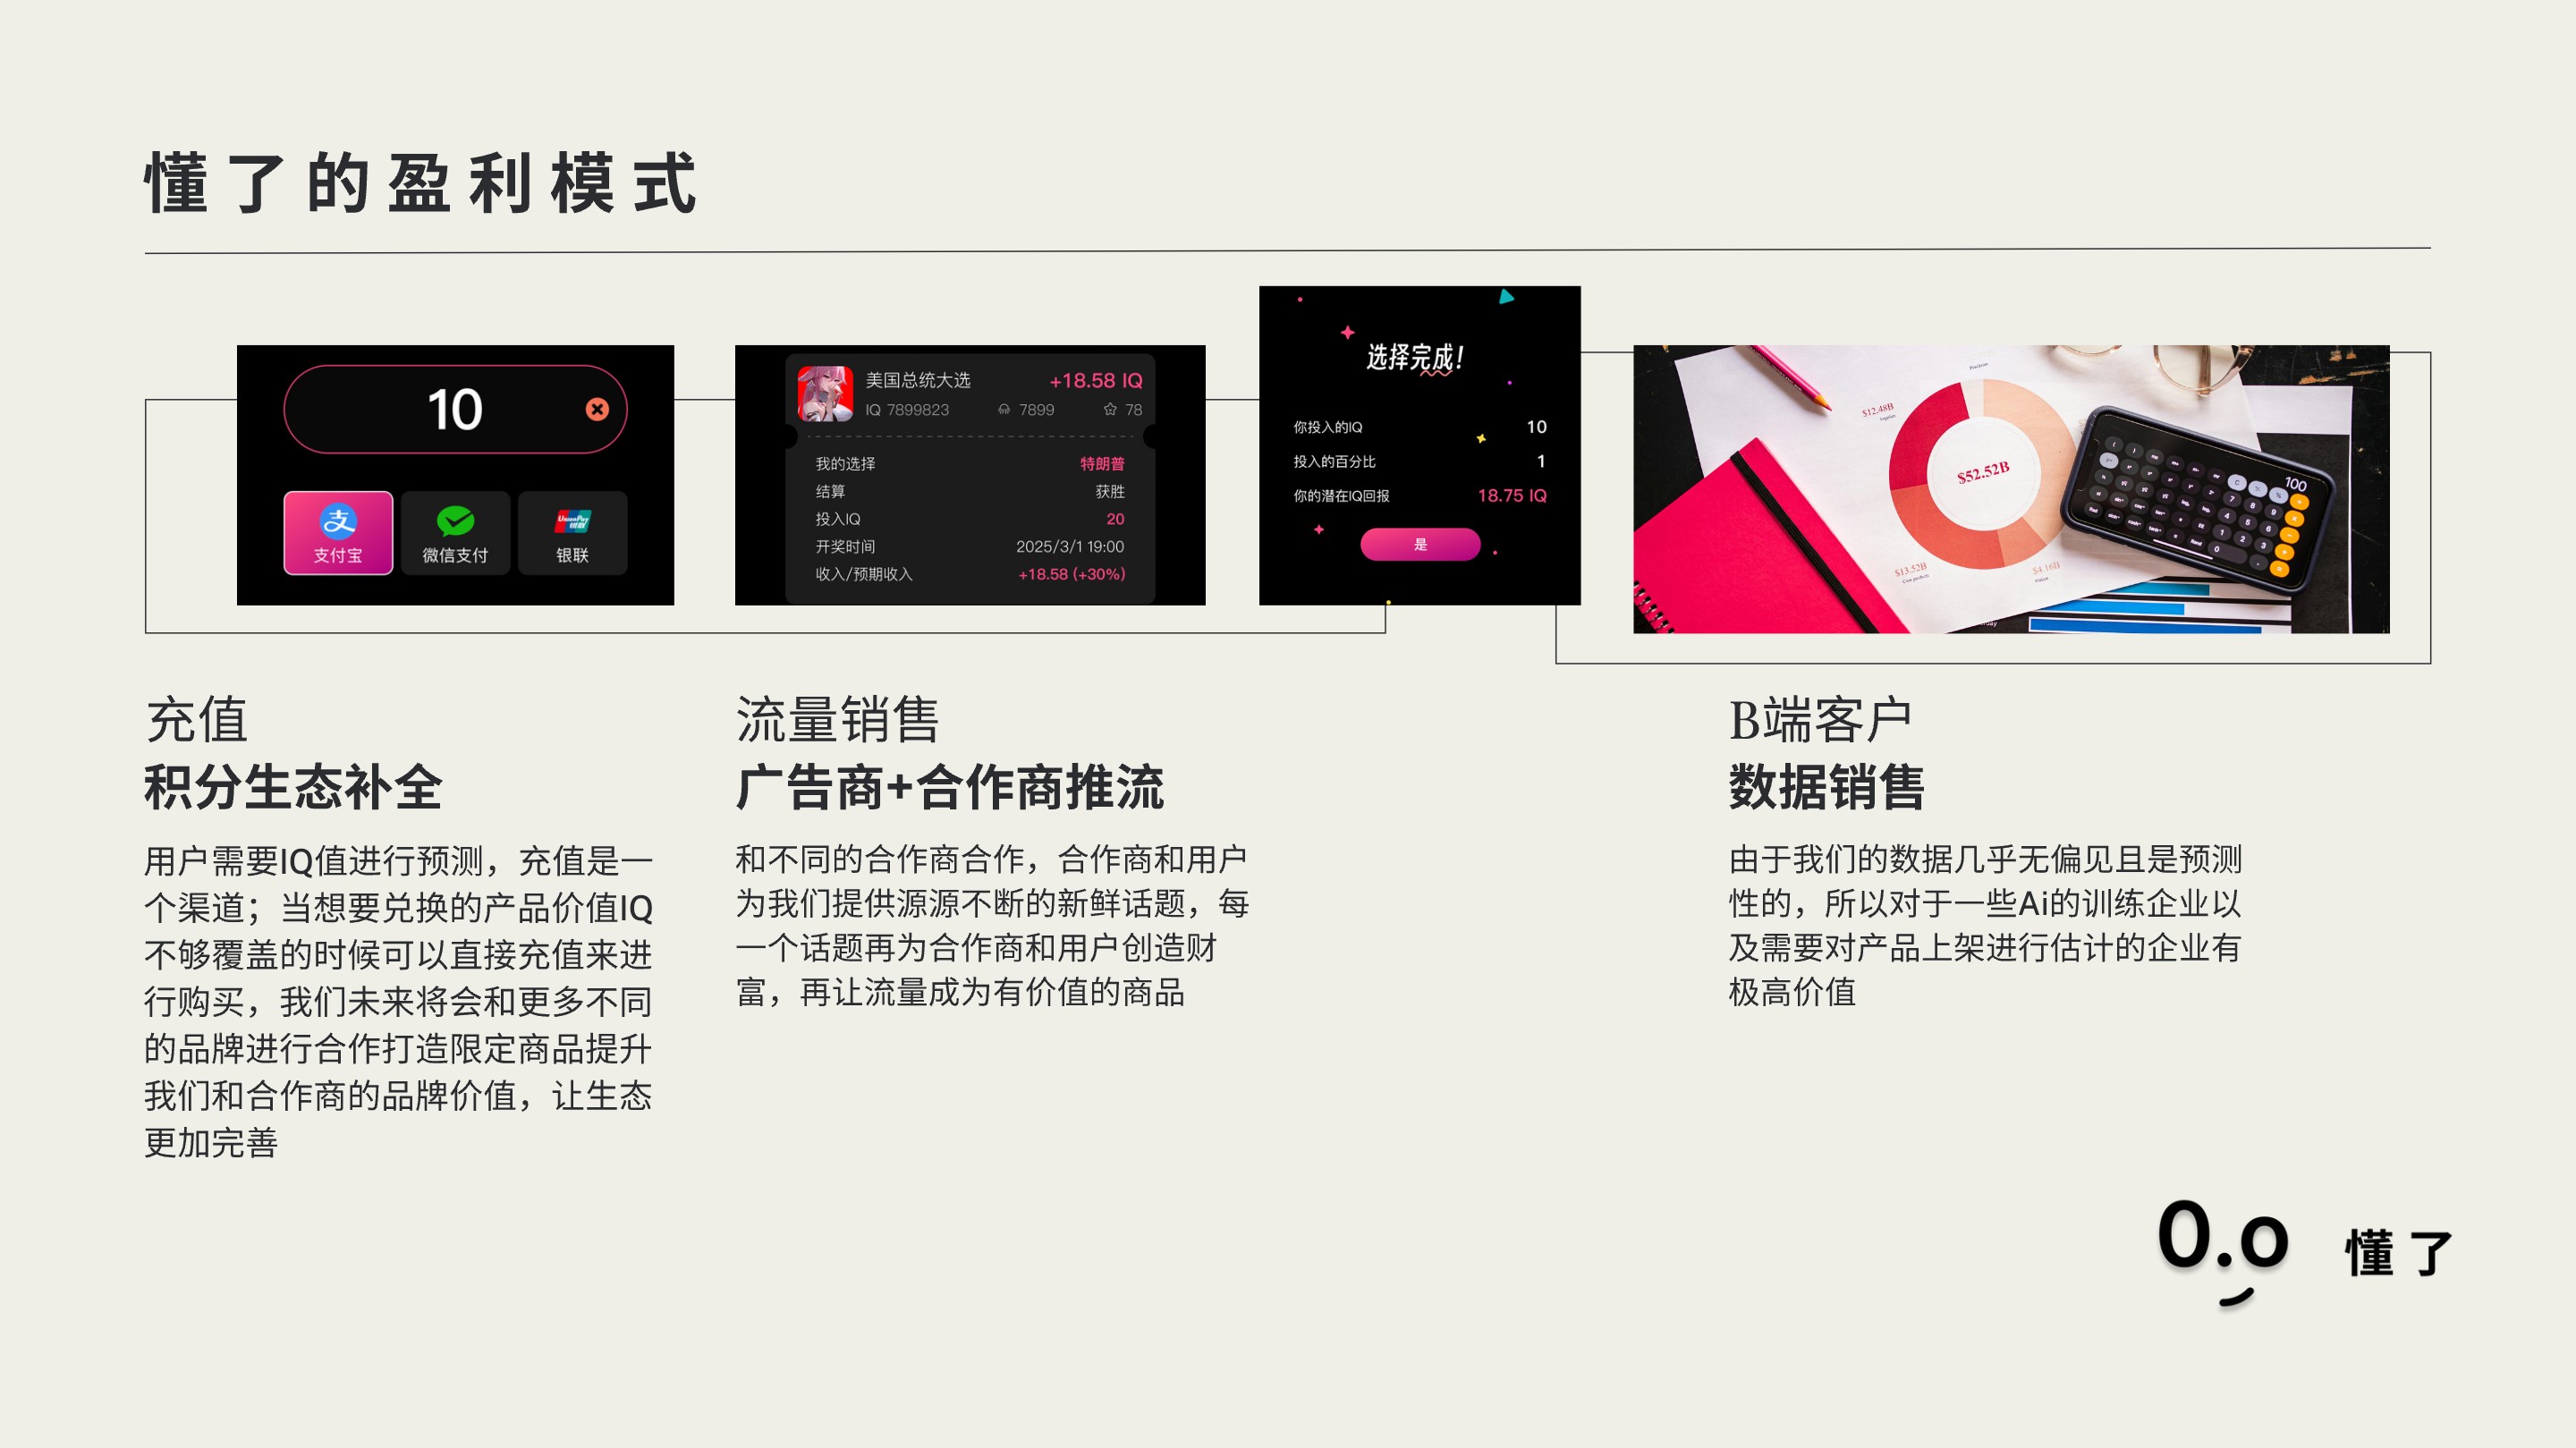 懂了的盈利模式
10
支付宝
微信支付
银联
美国总统大选
+18.58 IQ
IQ 7899823
7899
78
我的选择
特朗普
结算
获胜
投入IQ
20
开奖时间
2025/3/1 19:00
收入/预期收入
+18.58 (+30%)
选择完成!
你投入的IQ
10
投入的百分比
1
你的潜在IQ回报
18.75 IQ
是
$12.48B
$52.52B
$13.52B
$4.16B
100
充值
积分生态补全
用户需要IQ值进行预测，充值是一
个渠道；当想要兑换的产品价值IQ
不够覆盖的时候可以直接充值来进
行购买，我们未来将会和更多不同
的品牌进行合作打造限定商品提升
我们和合作商的品牌价值，让生态
更加完善
流量销售
广告商+合作商推流
和不同的合作商合作，合作商和用户
为我们提供源源不断的新鲜话题，每
一个话题再为合作商和用户创造财
富，再让流量成为有价值的商品
B端客户
数据销售
由于我们的数据几乎无偏见且是预测
性的，所以对于一些Ai的训练企业以
及需要对产品上架进行估计的企业有
极高价值
0.o
懂了